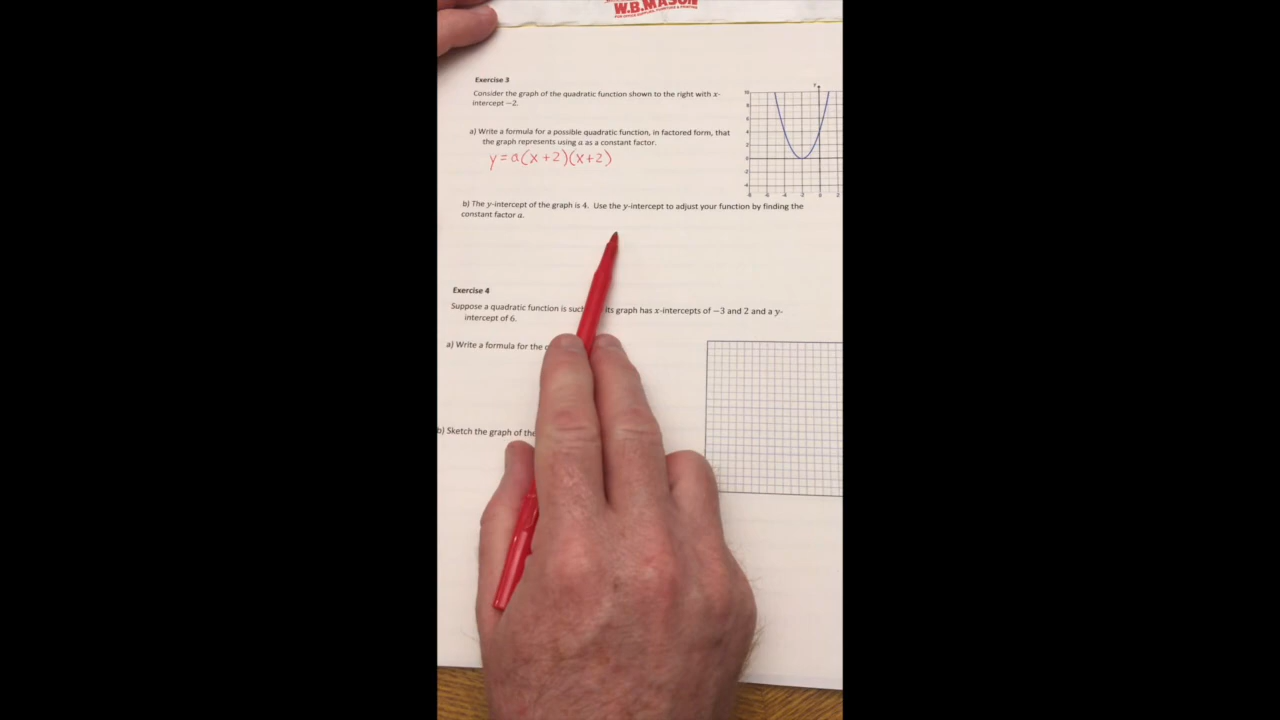 W.B.MASON
Exercise 3
Consider the graph of the quadratic function shown to the right with x-
intercept −2.
a) Write a formula for a possible quadratic function, in factored form, that
the graph represents using a as a constant factor.
y = a(x+2)(x+2)
b) The y-intercept of the graph is 4. Use the y-intercept to adjust your function by finding the
constant factor a.
Exercise 4
Suppose a quadratic function is its graph has x-intercepts of −3 and 2 and a y-
intercept of 6.
a) Write a formula for the
b) Sketch the graph of the